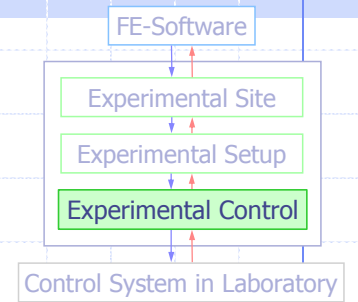 FE-Software
Experimental Site
Experimental Setup
Experimental Control
Control System in Laboratory